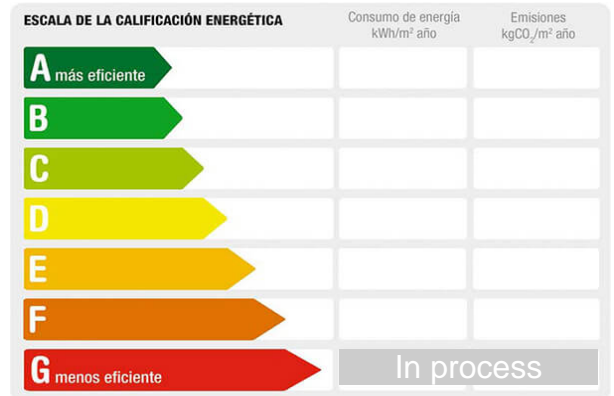 ESCALA DE LA CALIFICACIÓN ENERGÉTICA
Consumo de energía
kWh/m² año
Emisiones
kgCO₂/m² año
A más eficiente
B
C
D
E
F
G menos eficiente
In process